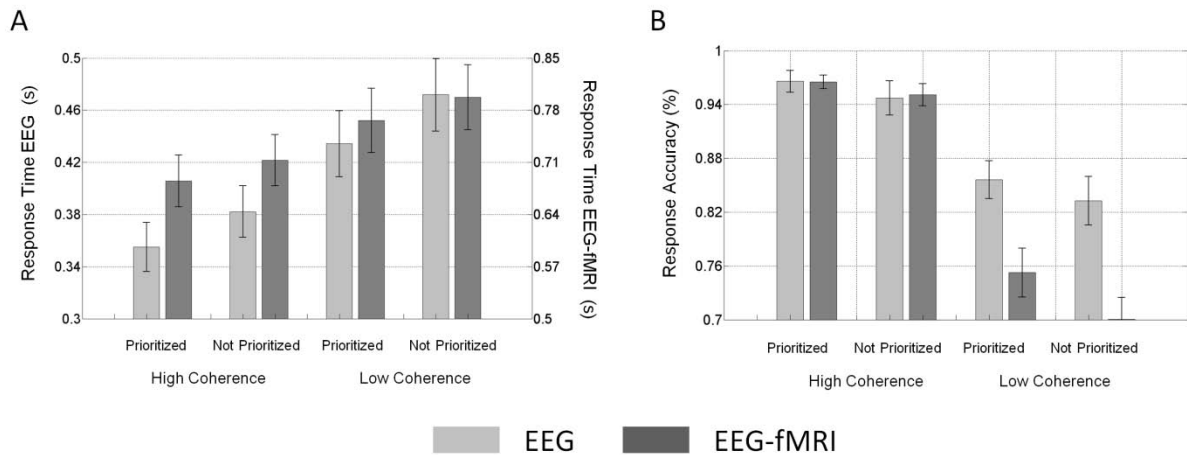 A
Response Time EEG (s)
0.5
0.46
0.42
0.38
0.34
0.3
0.85
0.78
0.71
0.64
0.57
0.5
Response Time EEG-fMRI (s)
Prioritized Not Prioritized Prioritized Not Prioritized
High Coherence Low Coherence
B
Response Accuracy (%)
1
0.94
0.88
0.82
0.76
0.7
Prioritized Not Prioritized Prioritized Not Prioritized
High Coherence Low Coherence
EEG EEG-fMRI